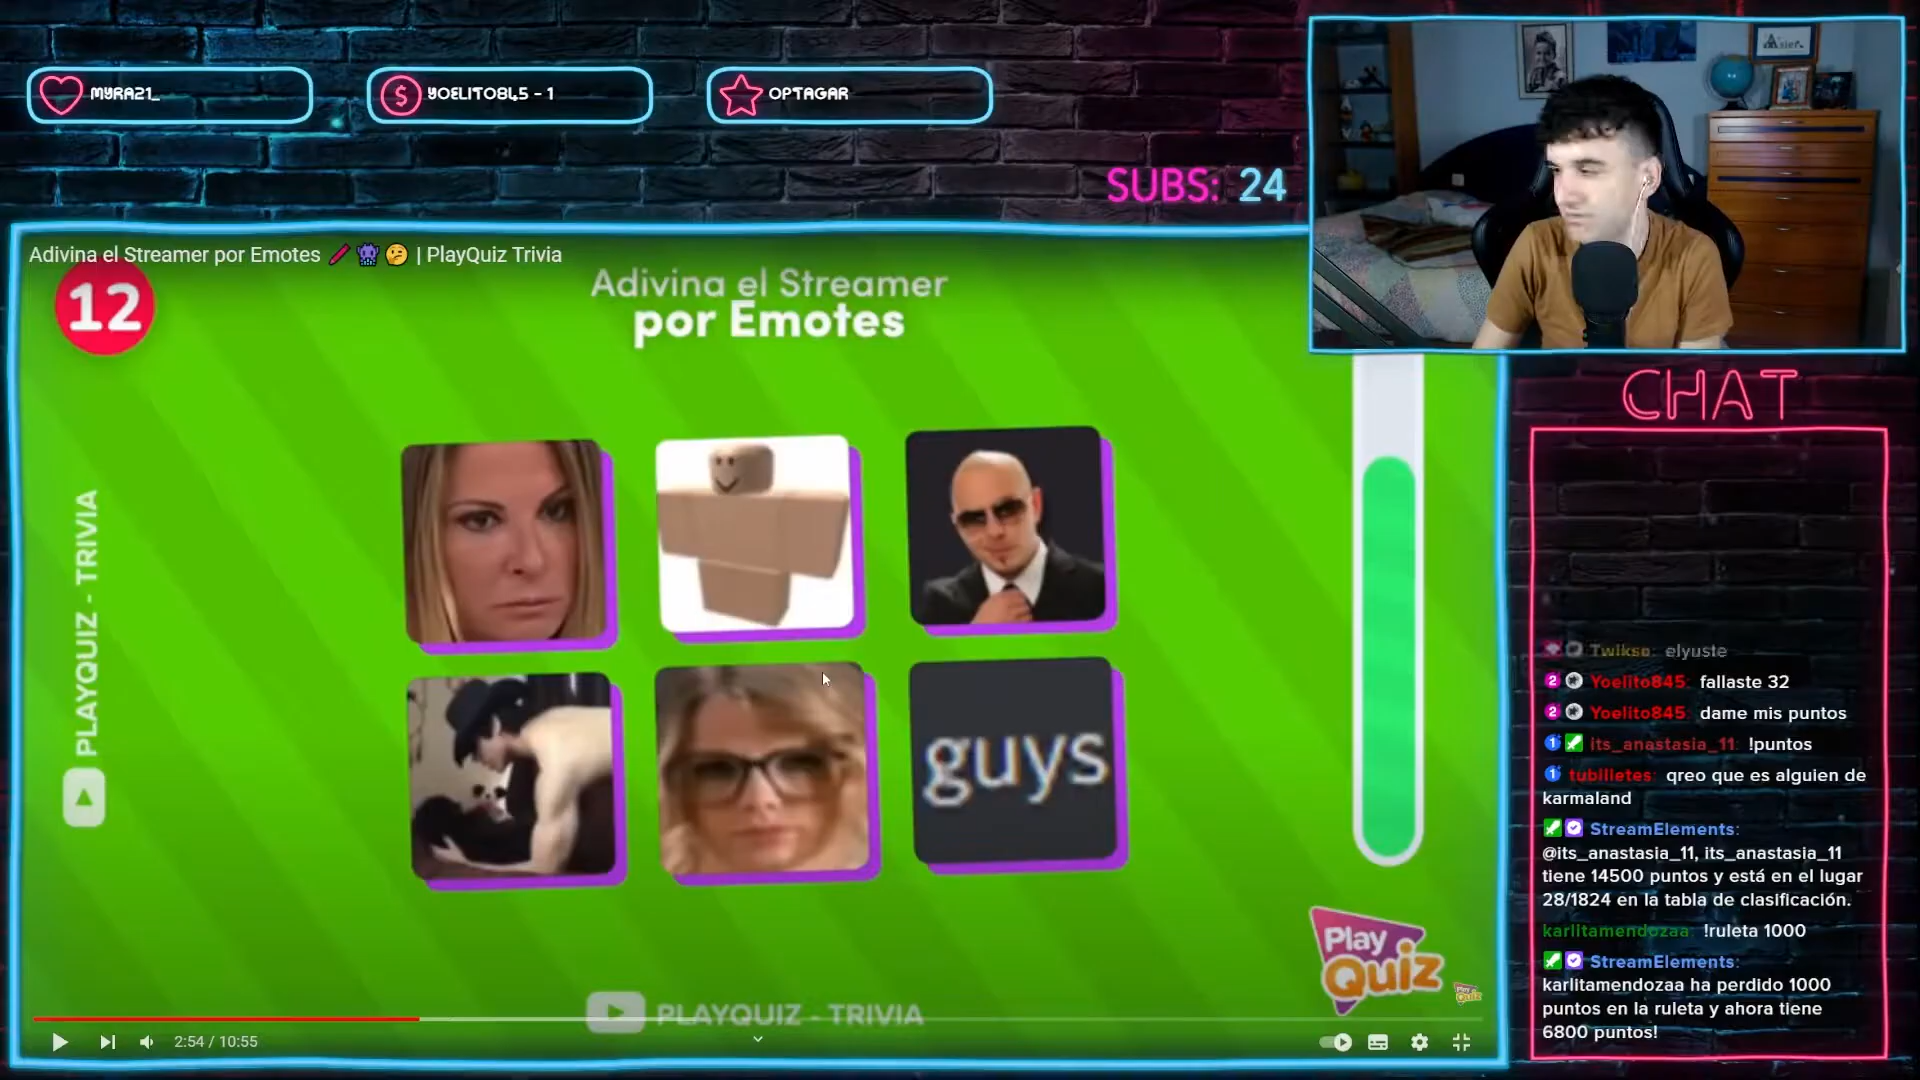 MYRA21_
YOELITO845 - 1
OPTAGAR
SUBS: 24
Asier
Adivina el Streamer por Emotes | PlayQuiz Trivia
12
Adivina el Streamer
por Emotes
PLAYQUIZ - TRIVIA
guys
Play
Quiz
PLAYQUIZ - TRIVIA
2:54 / 10:55
CHAT
Twikso: elyuste
Yoelito845: fallaste 32
Yoelito845: dame mis puntos
its_anastasia_11: !puntos
tubilletes: qreo que es alguien de
karmaland
StreamElements:
@its_anastasia_11, its_anastasia_11
tiene 14500 puntos y está en el lugar
28/1824 en la tabla de clasificación.
karlitamendozaa: !ruleta 1000
StreamElements:
karlitamendozaa ha perdido 1000
puntos en la ruleta y ahora tiene
6800 puntos!